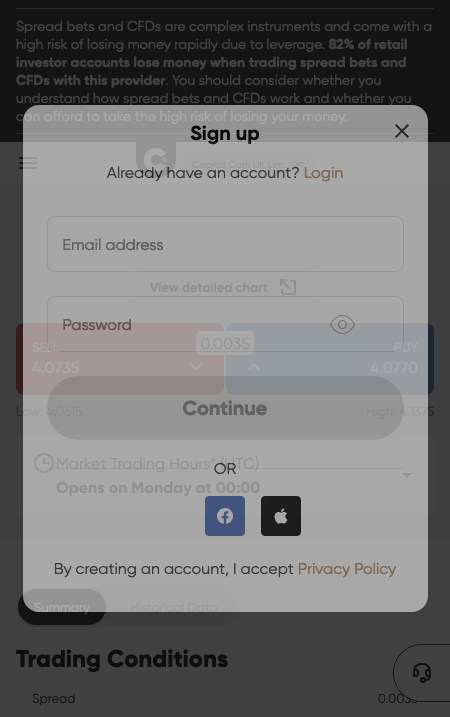 Spread bets and CFDs are complex instruments and come with a
high risk of losing money rapidly due to leverage. 82% of retail
investor accounts lose money when trading spread bets and
CFDs with this provider. You should consider whether you
understand how spread bets and CFDs work and whether you
can afford to take the high risk of losing your money.
Sign up
Capital Com UK Lim
Already have an account? Login
Email address
View detailed chart
Password
0.0035
SELL
BUY
4.0735
4.0770
Continue
Low: 4.0615
High: 4.1375
Market Trading Hours* (UTC)
OR
Opens on Monday at 00:00
By creating an account, I accept Privacy Policy
Summary
Historical Data
Trading Conditions
Spread
0.0035